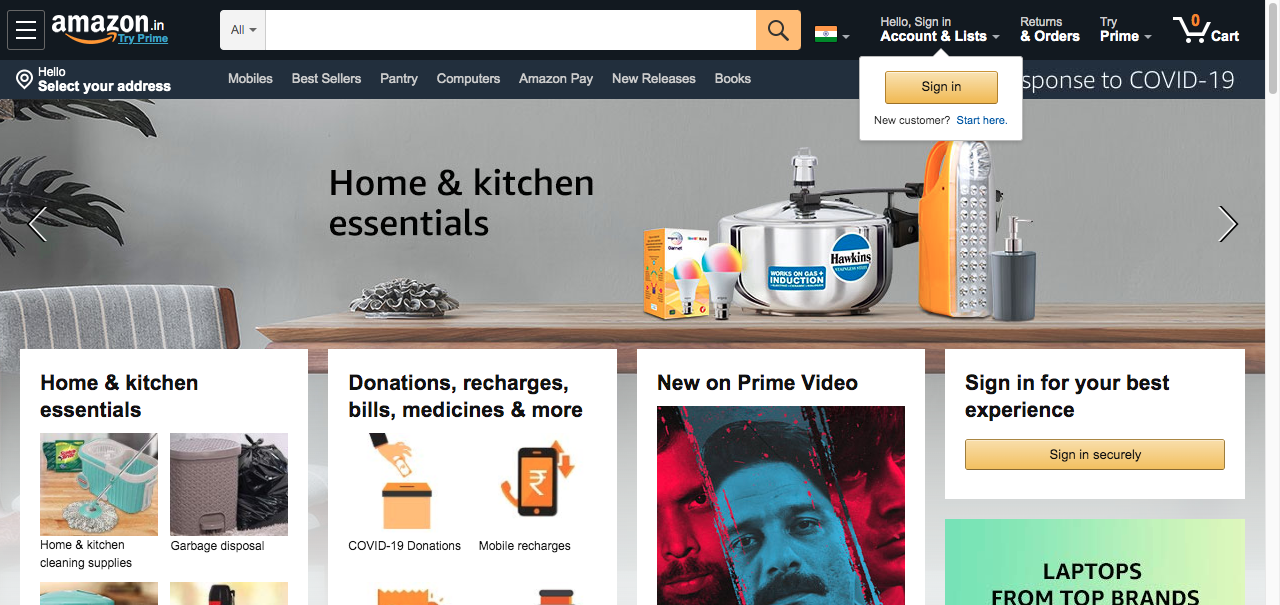 amazon.in
Try Prime
All
Hello, Sign in
Account & Lists
Returns
& Orders
Try
Prime
0
Cart
Hello
Select your address
Mobiles
Best Sellers
Pantry
Computers
Amazon Pay
New Releases
Books
sponse to COVID-19
Sign in
New customer? Start here.
Home & kitchen
essentials
Hawkins
STAINLESS STEEL
WORKS ON GAS +
INDUCTION
Garnet
Home & kitchen
essentials
Home & kitchen
cleaning supplies
Garbage disposal
Donations, recharges,
bills, medicines & more
COVID-19 Donations
Mobile recharges
New on Prime Video
Sign in for your best
experience
Sign in securely
LAPTOPS
FROM TOP BRANDS